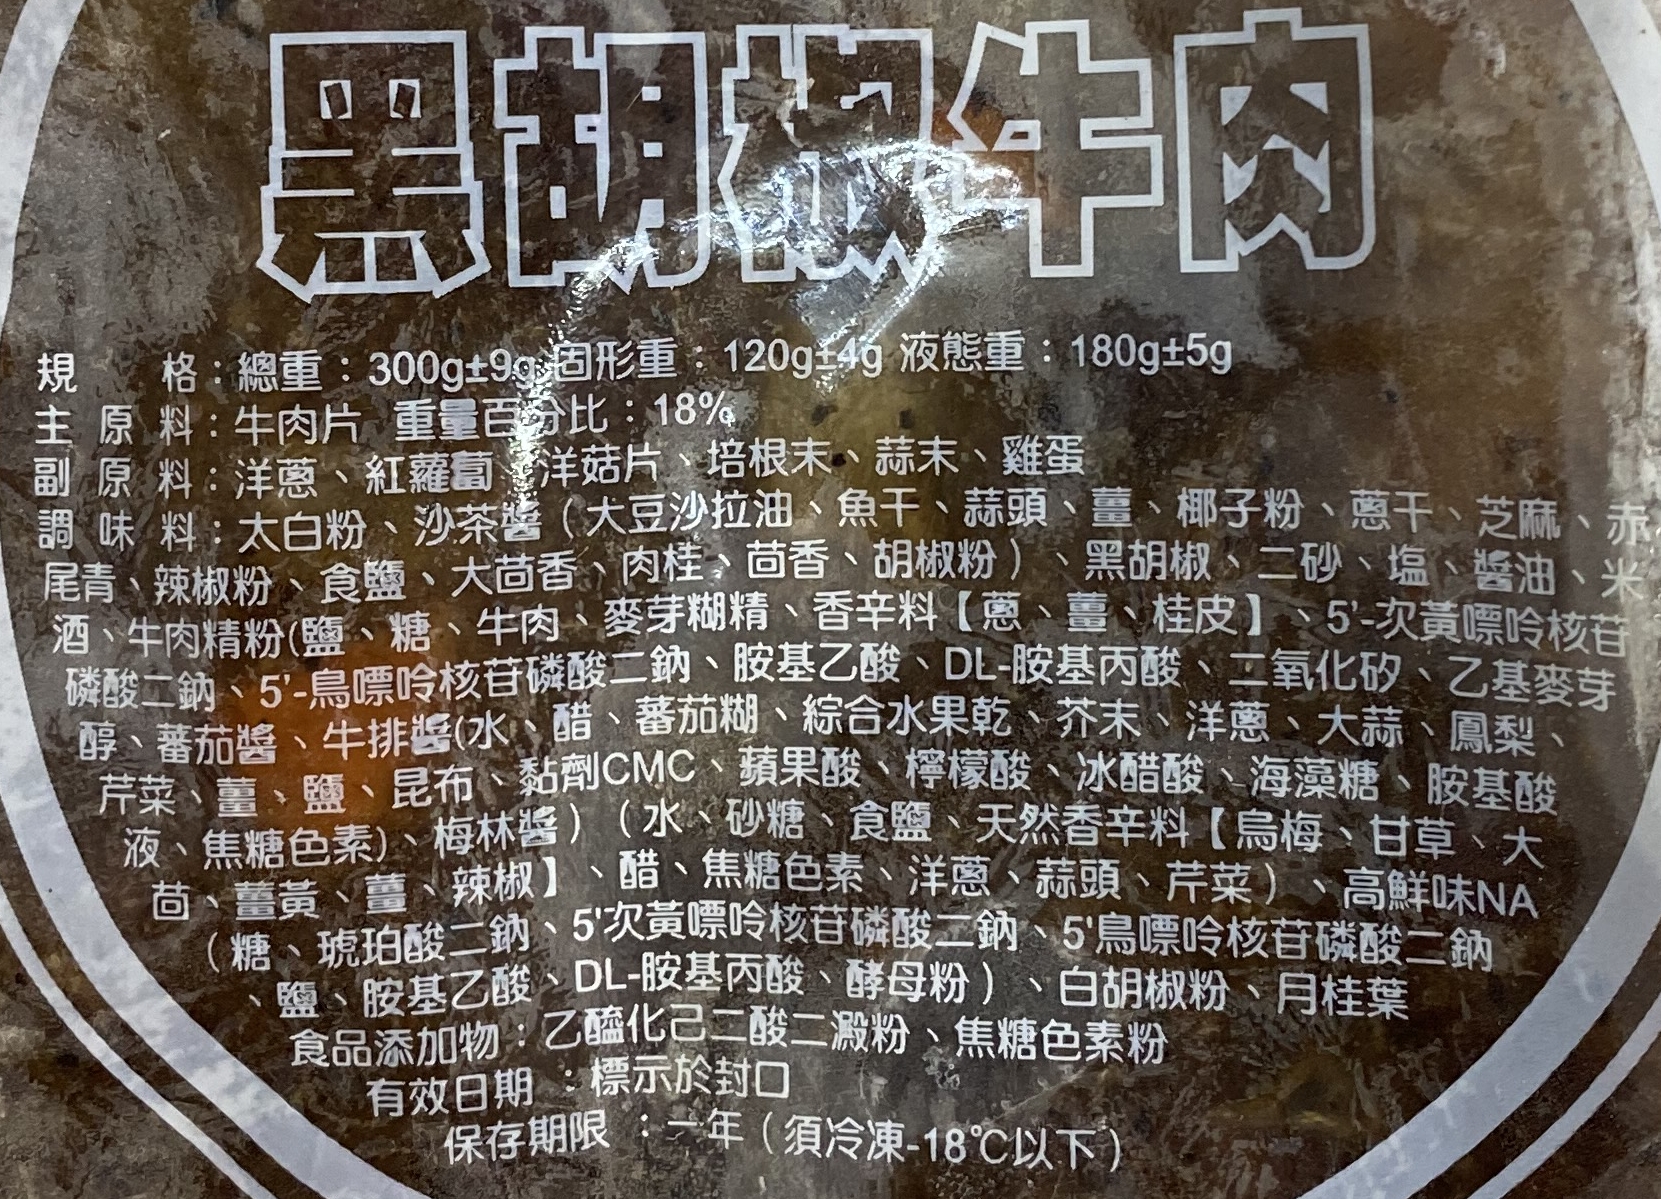 黑胡椒牛肉
規 格：總重：300g±9g 固形重：120g±4g 液態重：180g±5g
主 原 料：牛肉片 重量百分比：18%
副 原 料：洋蔥、紅蘿蔔 洋菇片、培根末、蒜末、雞蛋
調 味 料：太白粉、沙茶醬（大豆沙拉油、魚干、蒜頭、薑、椰子粉、蔥干、芝麻、赤
尾青、辣椒粉、食鹽、大茴香、肉桂、茴香、胡椒粉）、黑胡椒、二砂、塩、醬油、米
酒、牛肉精粉(鹽、糖、牛肉、麥芽糊精、香辛料【蔥、薑、桂皮】、5'-次黃嘌呤核苷
磷酸二鈉、5'-鳥嘌呤核苷磷酸二鈉、胺基乙酸、DL-胺基丙酸、二氧化矽、乙基麥芽
醇、蕃茄醬、牛排醬(水、醋、蕃茄糊、綜合水果乾、芥末、洋蔥、大蒜、鳳梨、
芹菜、薑、鹽、昆布、黏劑CMC、蘋果酸、檸檬酸、冰醋酸、海藻糖、胺基酸
液、焦糖色素)、梅林醬）（水、砂糖、食鹽、天然香辛料【烏梅、甘草、大
茴、薑黃、薑、辣椒】、醋、焦糖色素、洋蔥、蒜頭、芹菜）、高鮮味NA
（糖、琥珀酸二鈉、5'次黃嘌呤核苷磷酸二鈉、5'鳥嘌呤核苷磷酸二鈉
、鹽、胺基乙酸、DL-胺基丙酸、酵母粉）、白胡椒粉、月桂葉
食品添加物：乙醯化己二酸二澱粉、焦糖色素粉
有效日期 ：標示於封口
保存期限 ：一年（須冷凍-18℃以下）